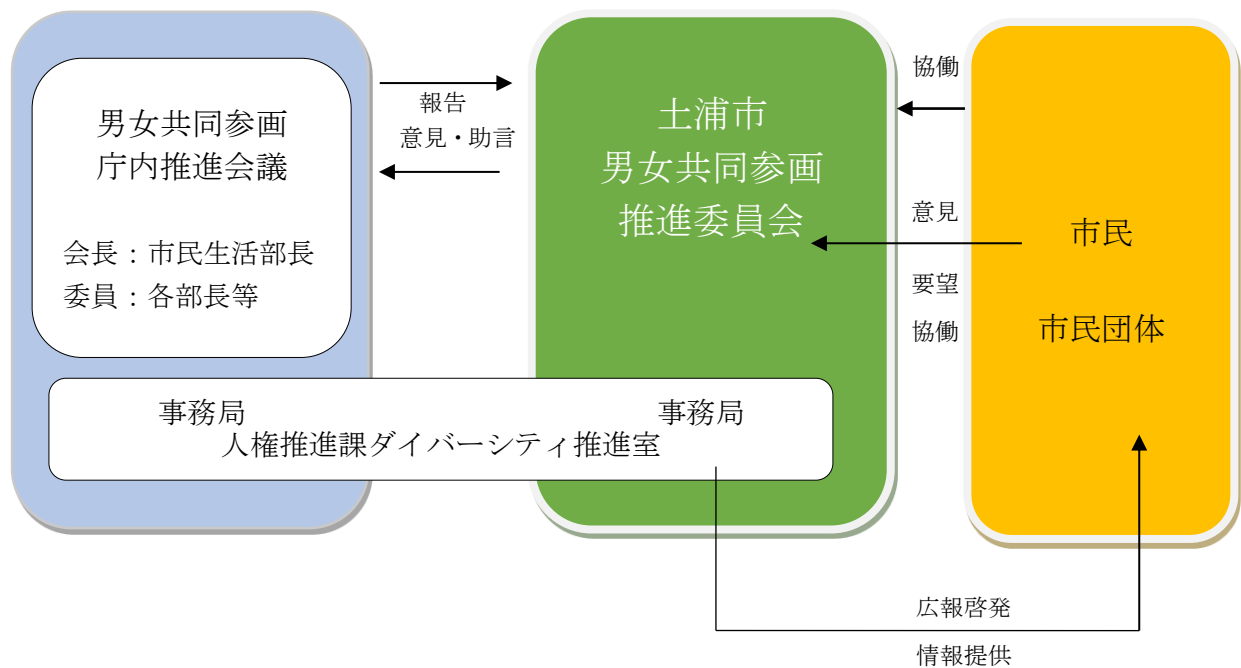 男女共同参画
庁内推進会議
会長：市民生活部長
委員：各部長等
報告
意見・助言
土浦市
男女共同参画
推進委員会
協働
意見
要望
協働
市民
市民団体
事務局
事務局
人権推進課ダイバーシティ推進室
広報啓発
情報提供